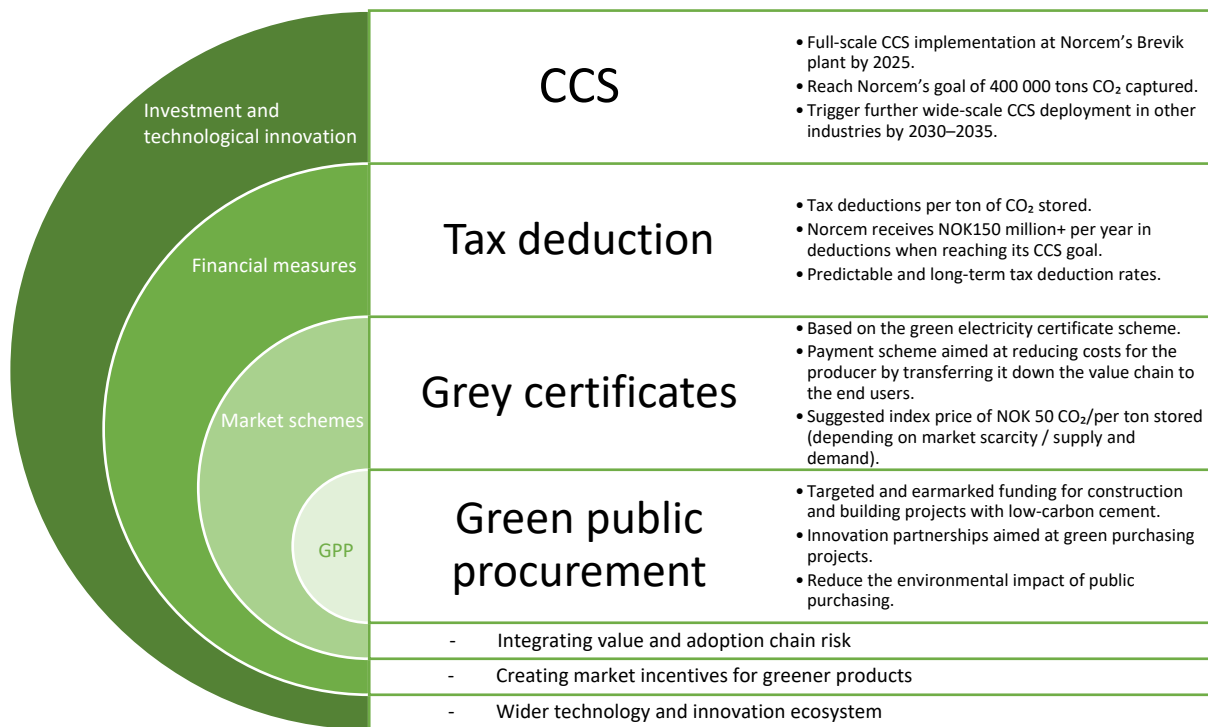 Investment and
technological innovation
CCS
• Full-scale CCS implementation at Norcem's Brevik
plant by 2025.
• Reach Norcem's goal of 400 000 tons CO₂ captured.
• Trigger further wide-scale CCS deployment in other
industries by 2030–2035.
Financial measures
Tax deduction
• Tax deductions per ton of CO₂ stored.
• Norcem receives NOK150 million+ per year in
deductions when reaching its CCS goal.
• Predictable and long-term tax deduction rates.
Market schemes
Grey certificates
• Based on the green electricity certificate scheme.
• Payment scheme aimed at reducing costs for the
producer by transferring it down the value chain to
the end users.
• Suggested index price of NOK 50 CO₂/per ton stored
(depending on market scarcity / supply and
demand).
GPP
Green public
procurement
• Targeted and earmarked funding for construction
and building projects with low-carbon cement.
• Innovation partnerships aimed at green purchasing
projects.
• Reduce the environmental impact of public
purchasing.
- Integrating value and adoption chain risk
- Creating market incentives for greener products
- Wider technology and innovation ecosystem